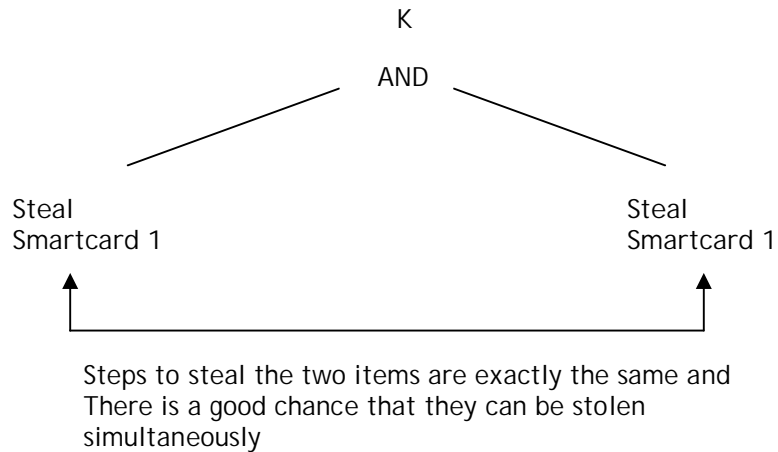 K
AND
Steal
Smartcard 1
Steal
Smartcard 1
Steps to steal the two items are exactly the same and
There is a good chance that they can be stolen
simultaneously